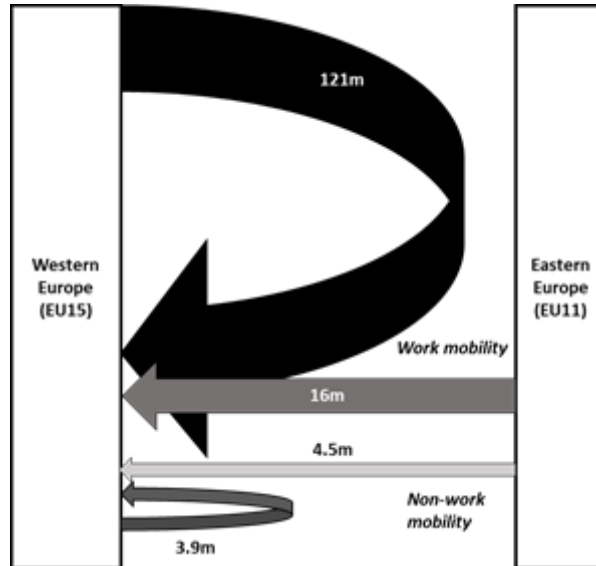 121m
Western
Europe
(EU15)
Eastern
Europe
(EU11)
Work mobility
16m
4.5m
Non-work
mobility
3.9m